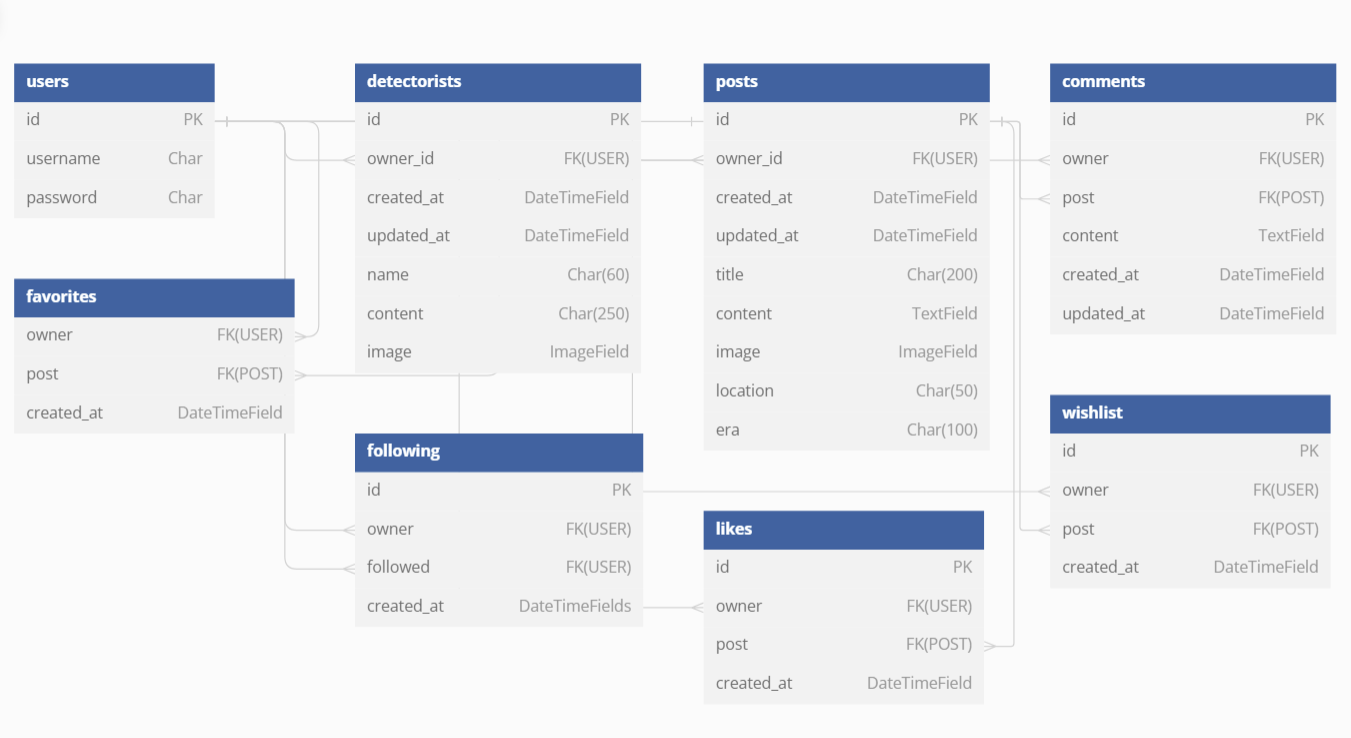 users
id PK
username Char
password Char
favorites
owner FK(USER)
post FK(POST)
created_at DateTimeField
detectorists
id PK
owner_id FK(USER)
created_at DateTimeField
updated_at DateTimeField
name Char(60)
content Char(250)
image ImageField
following
id PK
owner FK(USER)
followed FK(USER)
created_at DateTimeFields
posts
id PK
owner_id FK(USER)
created_at DateTimeField
updated_at DateTimeField
title Char(200)
content TextField
image ImageField
location Char(50)
era Char(100)
likes
id PK
owner FK(USER)
post FK(POST)
created_at DateTimeField
comments
id PK
owner FK(USER)
post FK(POST)
content TextField
created_at DateTimeField
updated_at DateTimeField
wishlist
id PK
owner FK(USER)
post FK(POST)
created_at DateTimeField